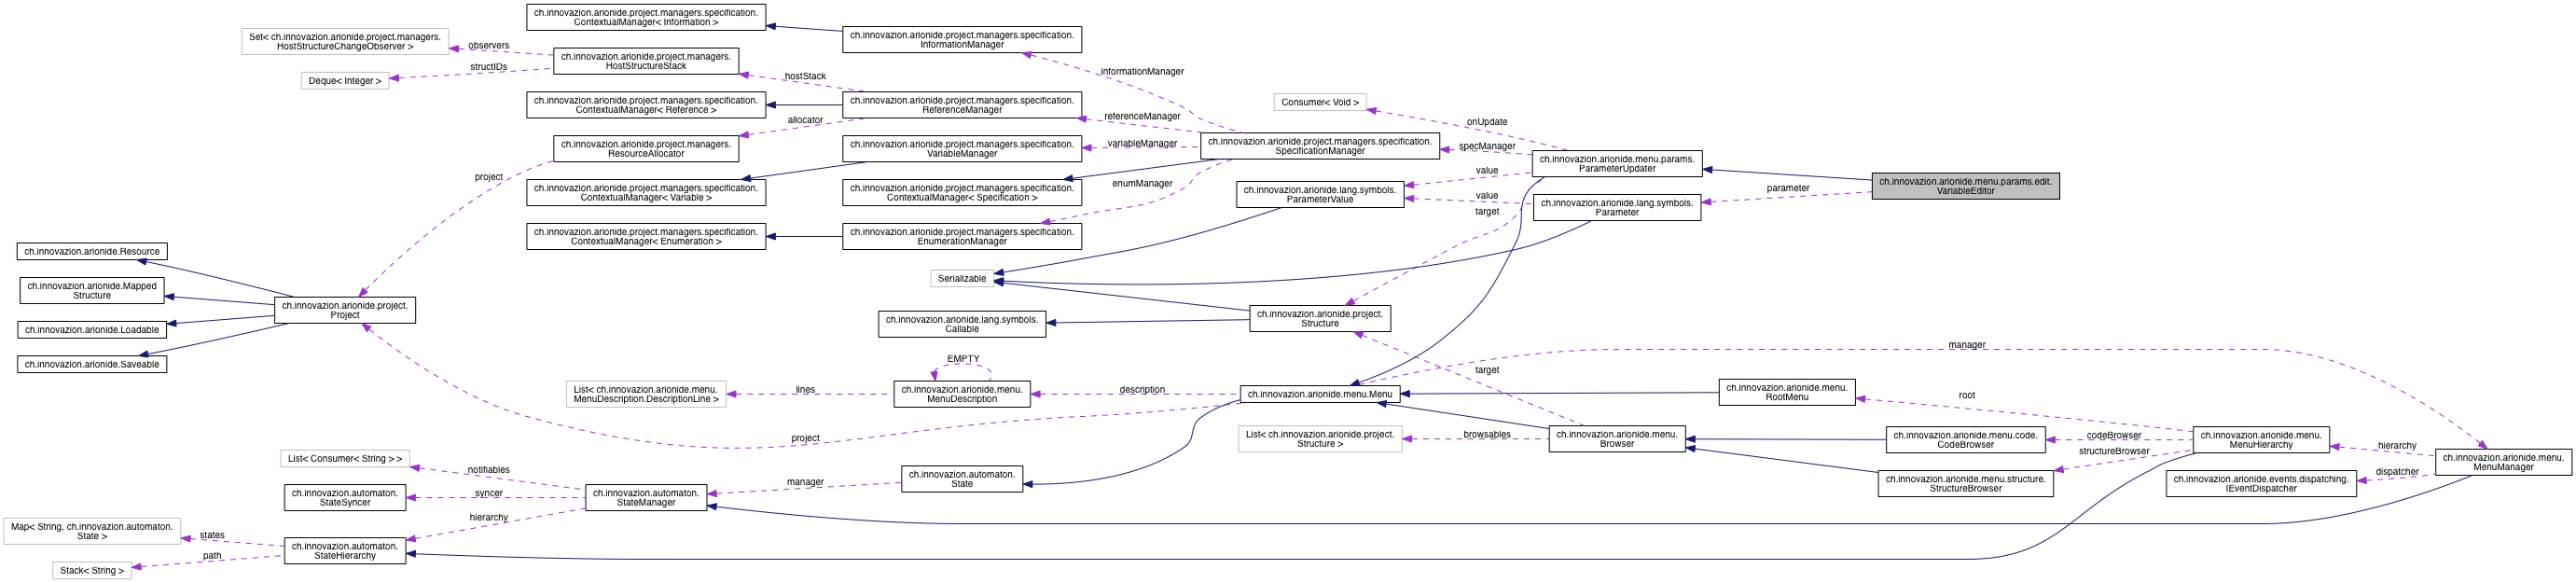 ch.innovazion.arionide.project.managers.specification.
ContextualManager< Information >
Set< ch.innovazion.arionide.project.managers.
HostStructureChangeObserver >
observers
ch.innovazion.arionide.project.managers.specification.
InformationManager
structIDs
ch.innovazion.arionide.project.managers.
HostStructureStack
Deque< Integer >
hostStack
informationManager
ch.innovazion.arionide.project.managers.specification.
ContextualManager< Reference >
ch.innovazion.arionide.project.managers.specification.
ReferenceManager
Consumer< Void >
allocator
referenceManager
onUpdate
ch.innovazion.arionide.project.managers.
ResourceAllocator
ch.innovazion.arionide.project.managers.specification.
VariableManager
variableManager
ch.innovazion.arionide.project.managers.specification.
SpecificationManager
specManager
ch.innovazion.arionide.menu.params.
ParameterUpdater
project
ch.innovazion.arionide.project.managers.specification.
ContextualManager< Variable >
ch.innovazion.arionide.project.managers.specification.
ContextualManager< Specification >
enumManager
ch.innovazion.arionide.lang.symbols.
ParameterValue
value
value
ch.innovazion.arionide.lang.symbols.
Parameter
parameter
ch.innovazion.arionide.menu.params.edit.
VariableEditor
target
ch.innovazion.arionide.project.managers.specification.
ContextualManager< Enumeration >
ch.innovazion.arionide.project.managers.specification.
EnumerationManager
ch.innovazion.arionide.Resource
Serializable
ch.innovazion.arionide.Mapped
Structure
ch.innovazion.arionide.project.
Project
ch.innovazion.arionide.Loadable
ch.innovazion.arionide.Saveable
ch.innovazion.arionide.lang.symbols.
Callable
ch.innovazion.arionide.project.
Structure
EMPTY
manager
target
List< ch.innovazion.arionide.menu.
MenuDescription.DescriptionLine >
lines
ch.innovazion.arionide.menu.
MenuDescription
description
ch.innovazion.arionide.menu.Menu
ch.innovazion.arionide.menu.
RootMenu
root
project
List< ch.innovazion.arionide.project.
Structure >
browsables
ch.innovazion.arionide.menu.
Browser
ch.innovazion.arionide.menu.code.
CodeBrowser
codeBrowser
ch.innovazion.arionide.menu.
MenuHierarchy
hierarchy
structureBrowser
ch.innovazion.arionide.menu.
MenuManager
List< Consumer< String > >
notifiables
ch.innovazion.automaton.
State
manager
ch.innovazion.arionide.menu.structure.
StructureBrowser
ch.innovazion.arionide.events.dispatching.
IEventDispatcher
dispatcher
ch.innovazion.automaton.
StateSyncer
syncer
ch.innovazion.automaton.
StateManager
hierarchy
Map< String, ch.innovazion.automaton.
State >
states
path
ch.innovazion.automaton.
StateHierarchy
Stack< String >